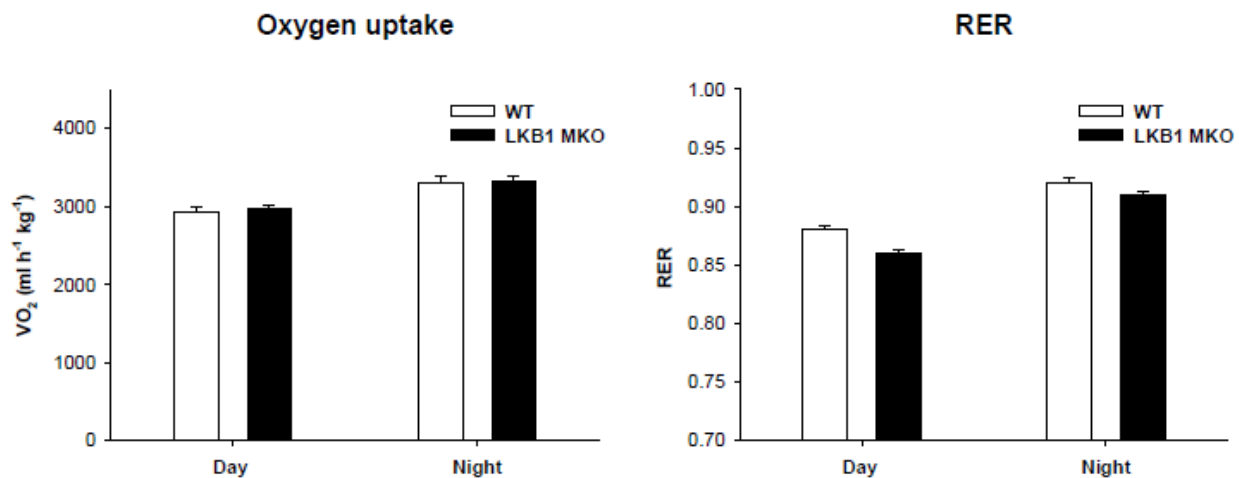 Oxygen uptake
WT
LKB1 MKO
4000
3000
2000
1000
0
VO₂ (ml h⁻¹ kg⁻¹)
Day Night
RER
WT
LKB1 MKO
1.00
0.95
0.90
0.85
0.80
0.75
0.70
RER
Day Night